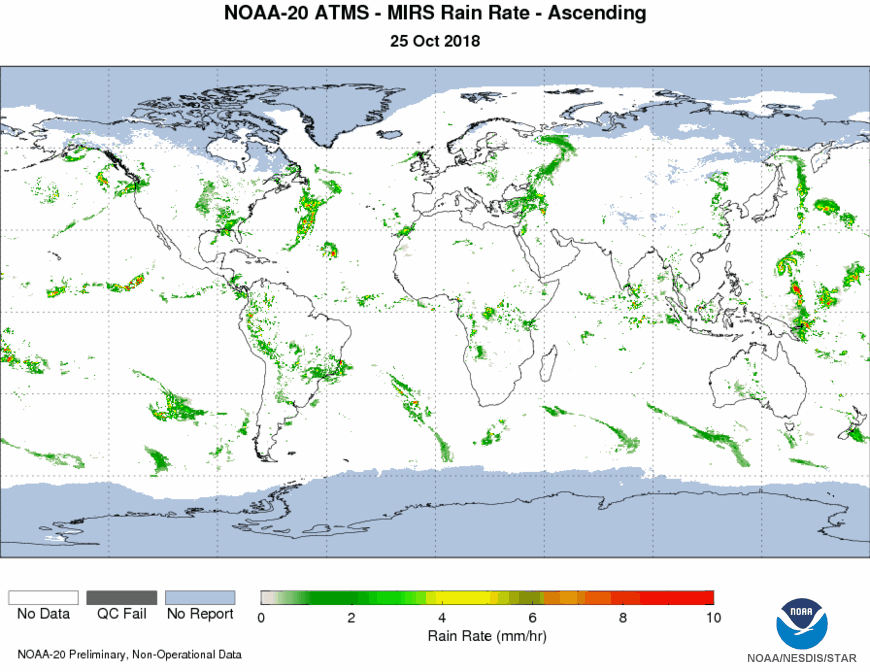 NOAA-20 ATMS - MIRS Rain Rate - Ascending
25 Oct 2018
No Data
QC Fail
No Report
0 2 4 6 8 10
Rain Rate (mm/hr)
NOAA
NOAA-20 Preliminary, Non-Operational Data
NOAA/NESDIS/STAR